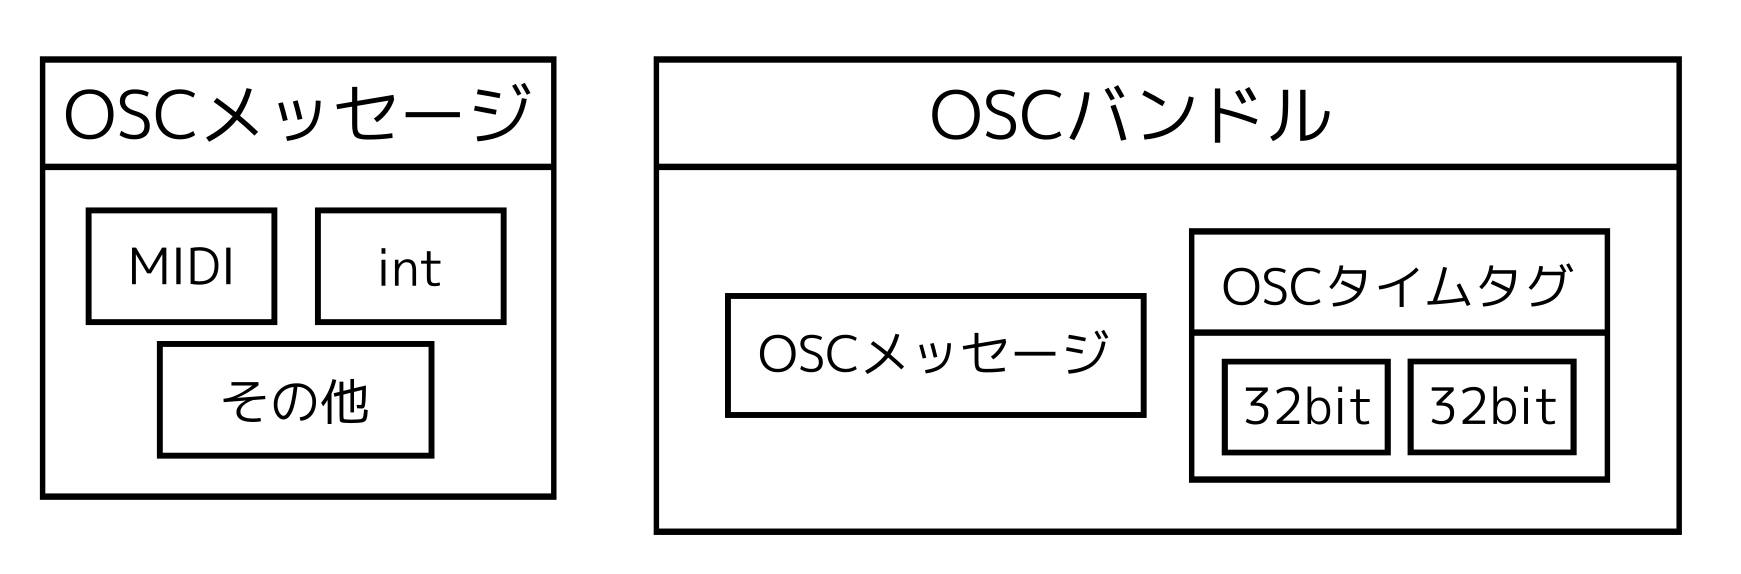 OSCメッセージ
MIDI
int
その他
OSCバンドル
OSCメッセージ
OSCタイムタグ
32bit
32bit